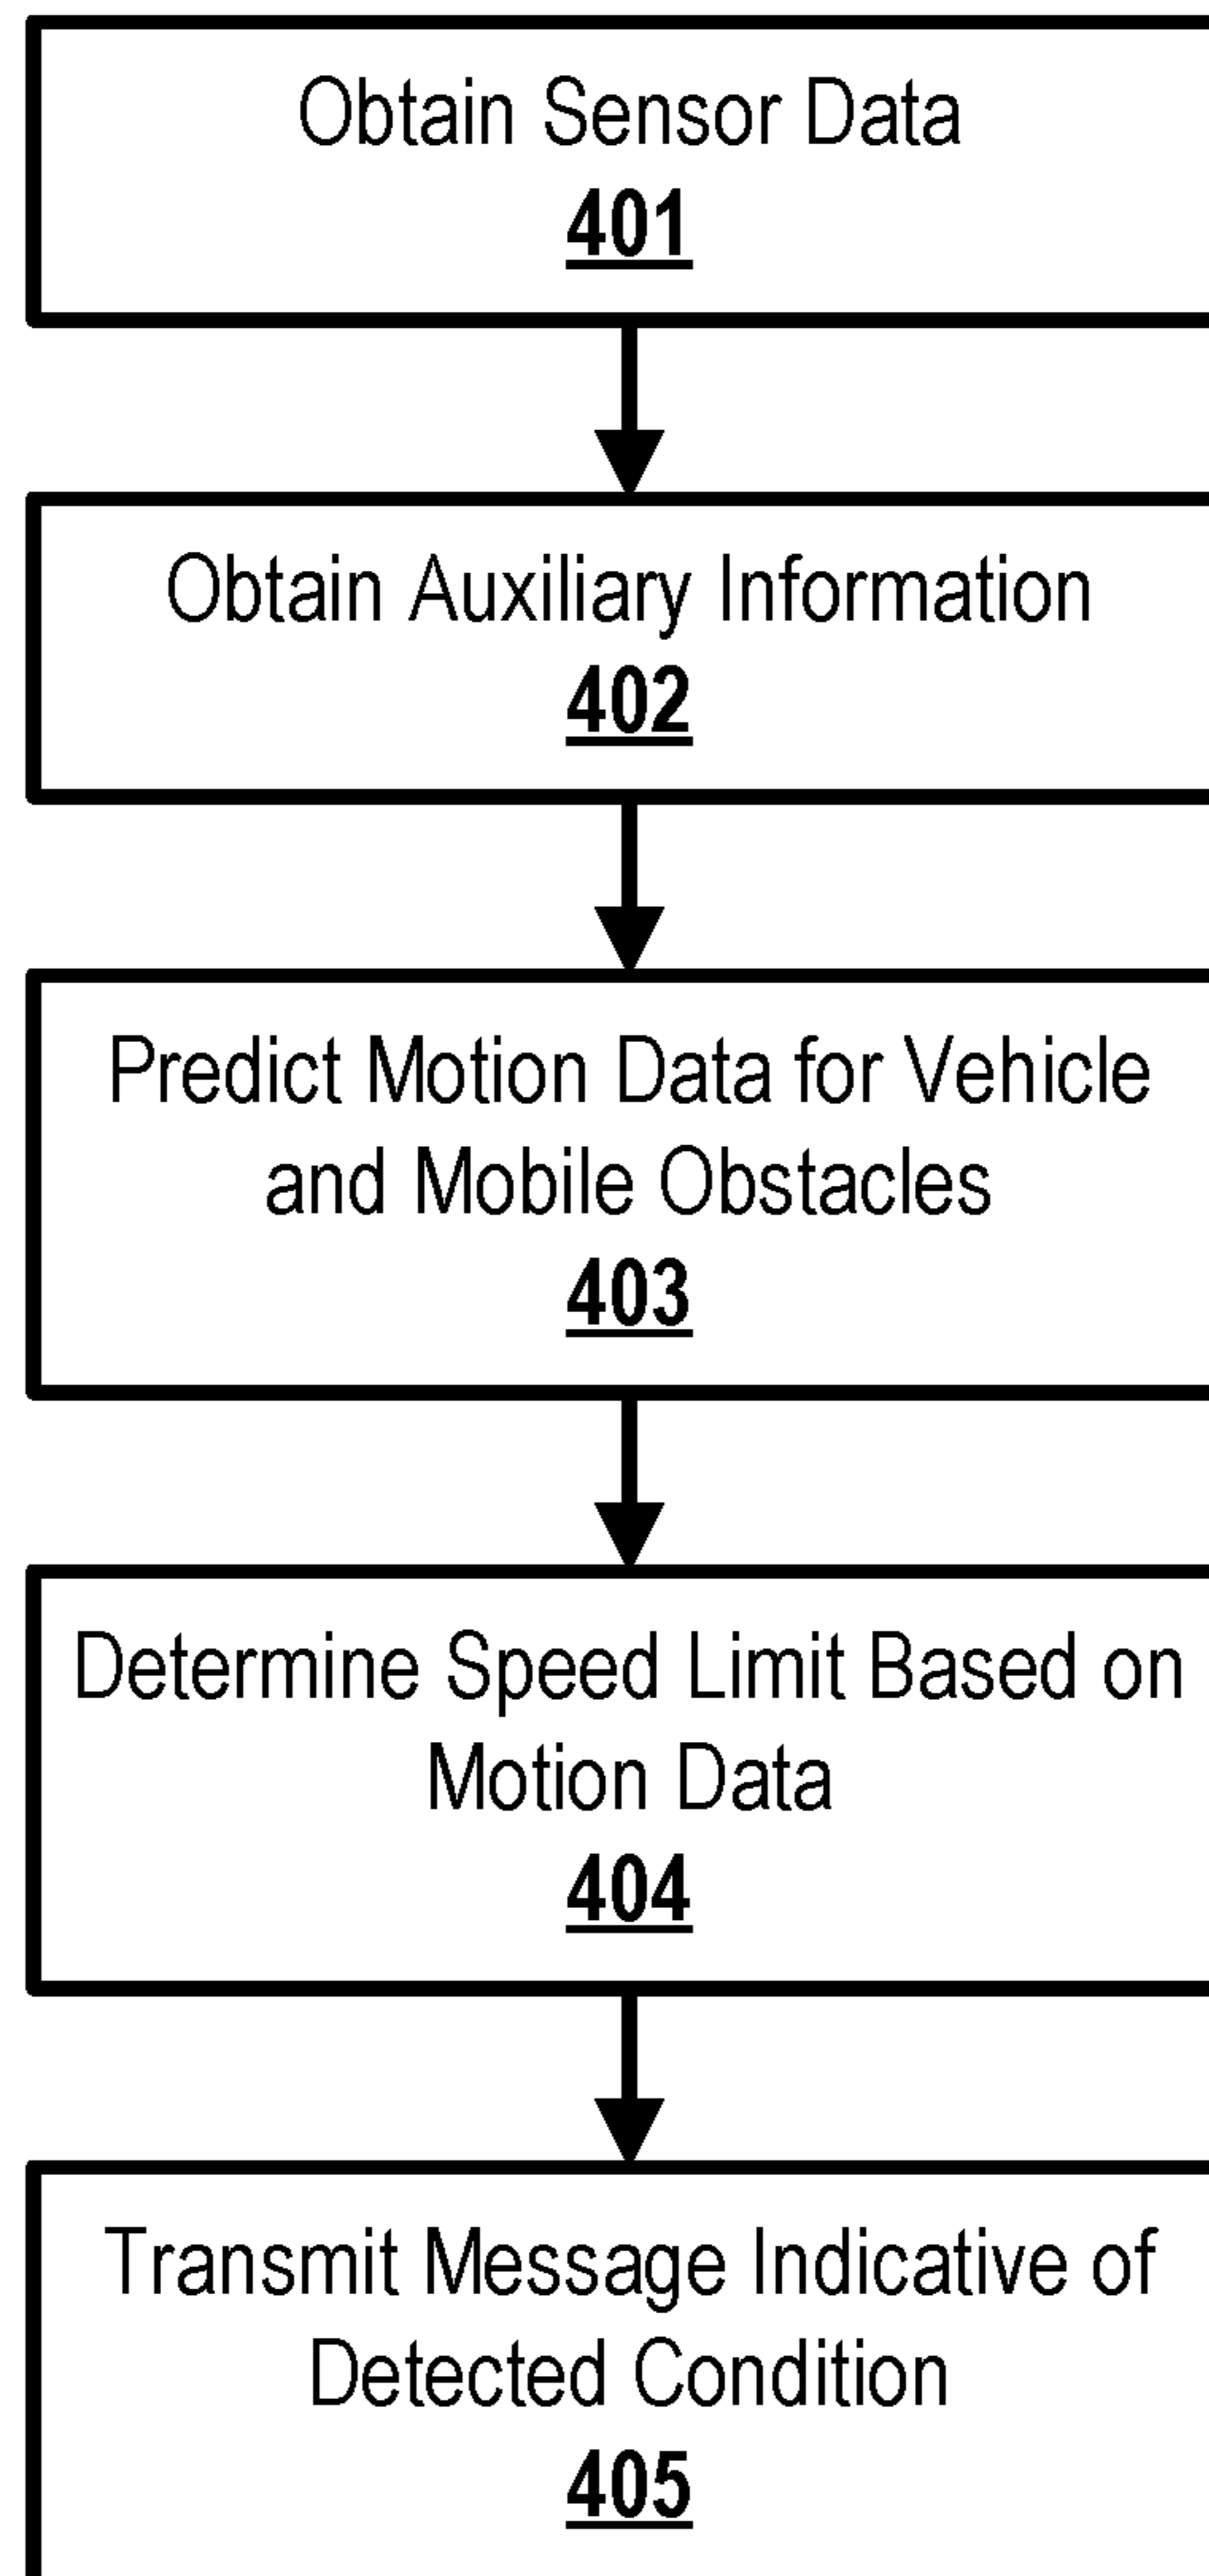 Obtain Sensor Data
401
Obtain Auxiliary Information
402
Predict Motion Data for Vehicle
and Mobile Obstacles
403
Determine Speed Limit Based on
Motion Data
404
Transmit Message Indicative of
Detected Condition
405